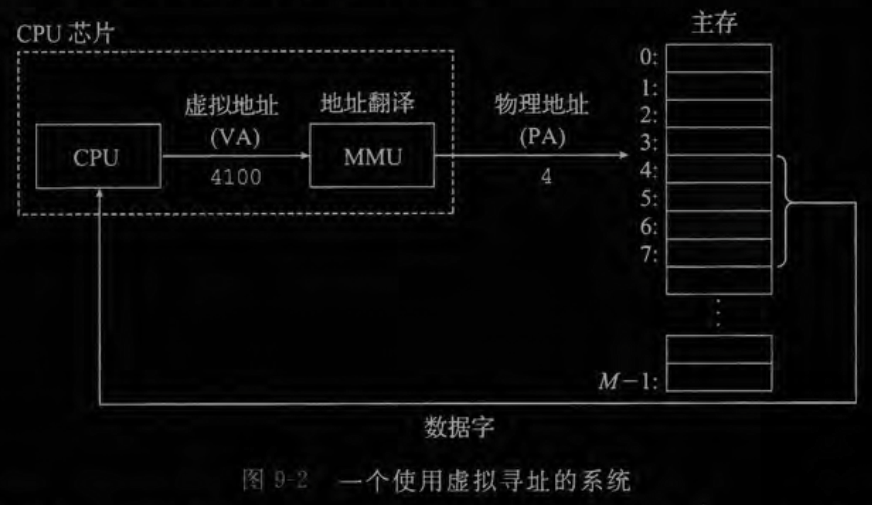 CPU 芯片
CPU
虚拟地址
(VA)
4100
地址翻译
MMU
物理地址
(PA)
4
主存
0:
1:
2:
3:
4:
5:
6:
7:
⋮
M-1:
数据字
图 9-2 一个使用虚拟寻址的系统